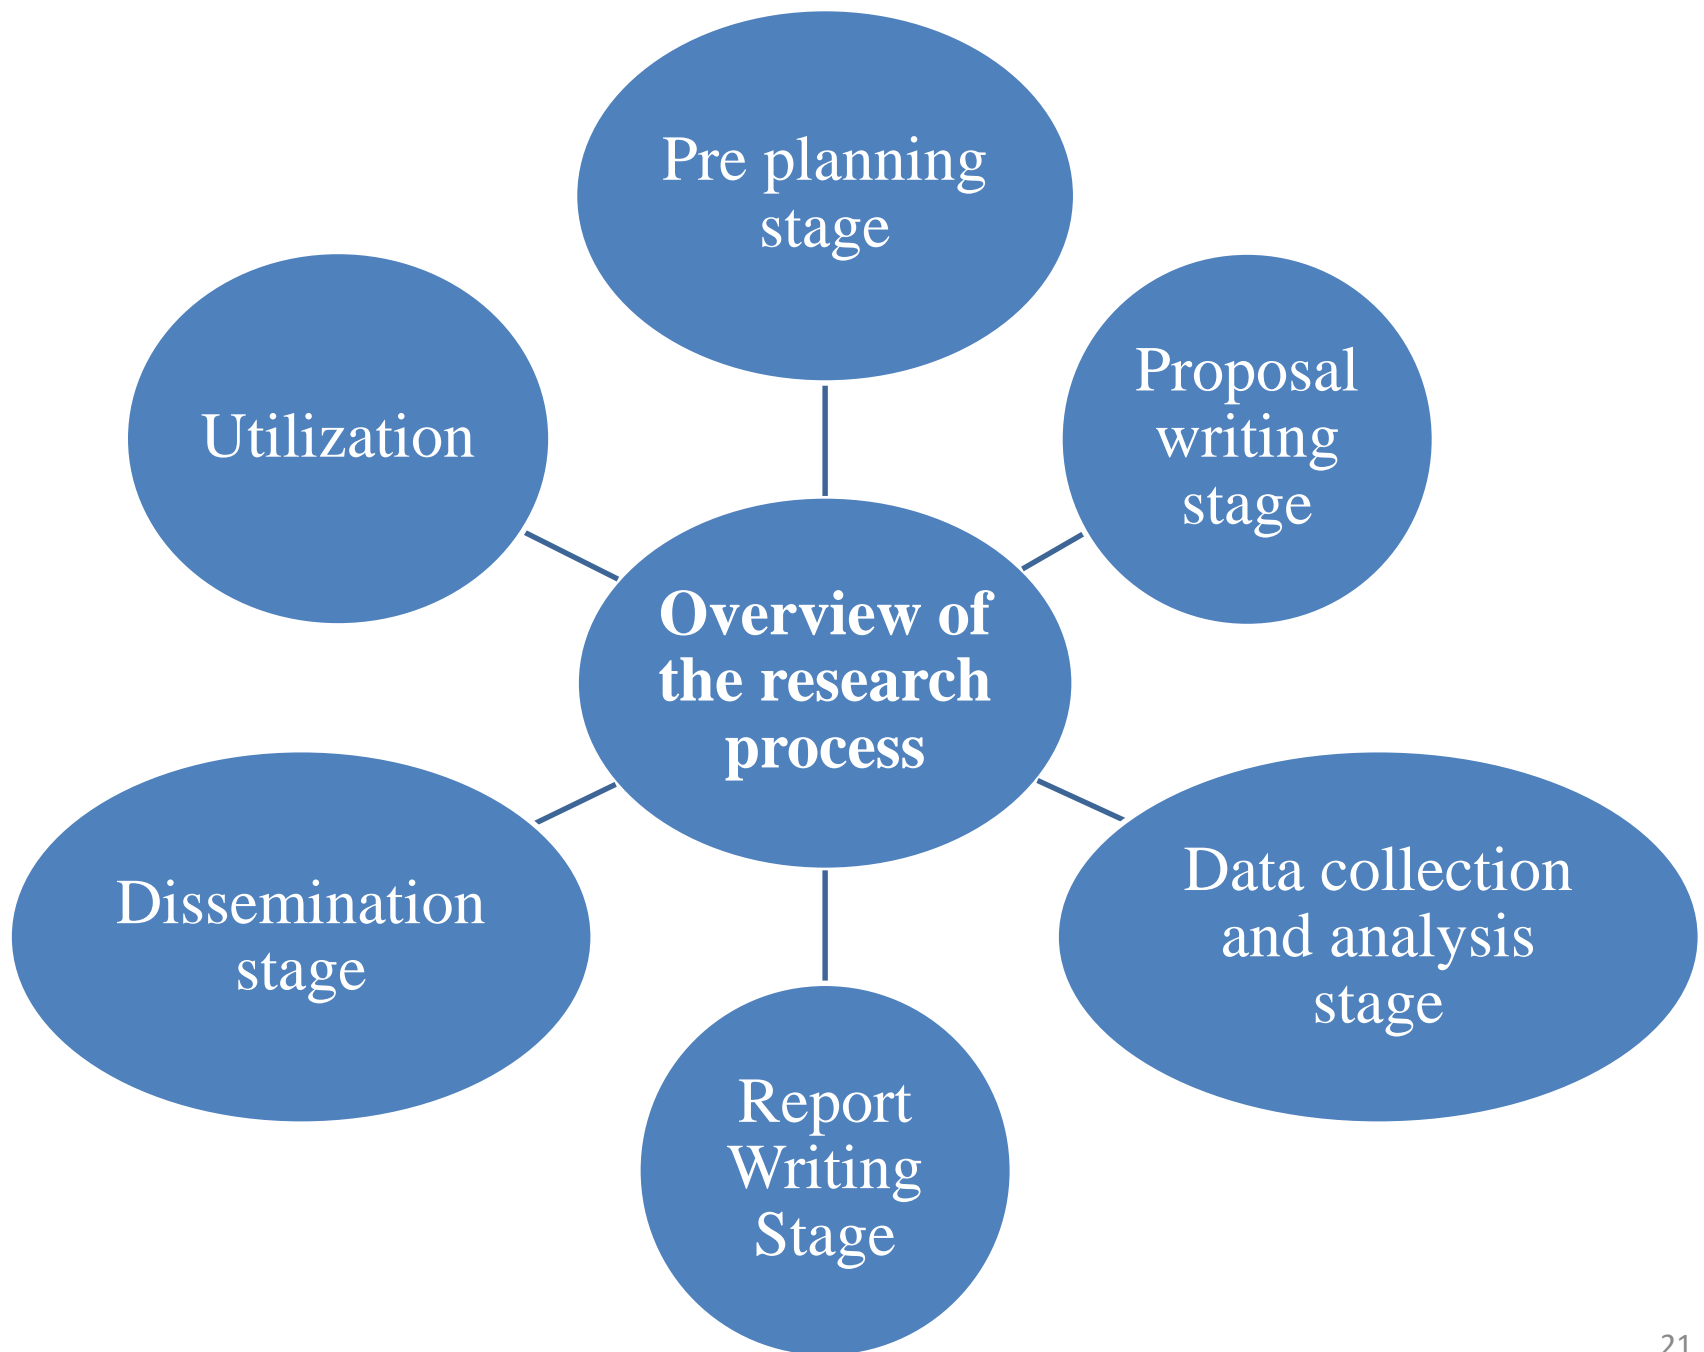 Pre planning
stage
Proposal
writing
stage
Utilization
Overview of
the research
process
Data collection
and analysis
stage
Dissemination
stage
Report
Writing
Stage
21